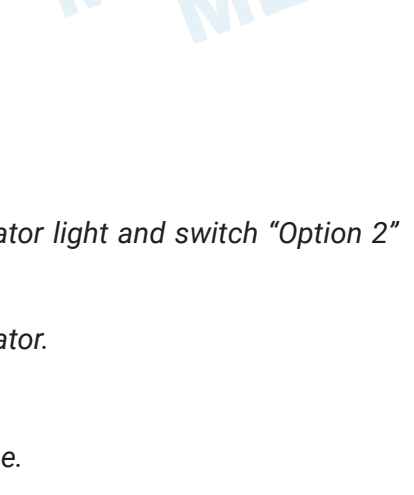 ator light and switch “Option 2”
ator.
e.